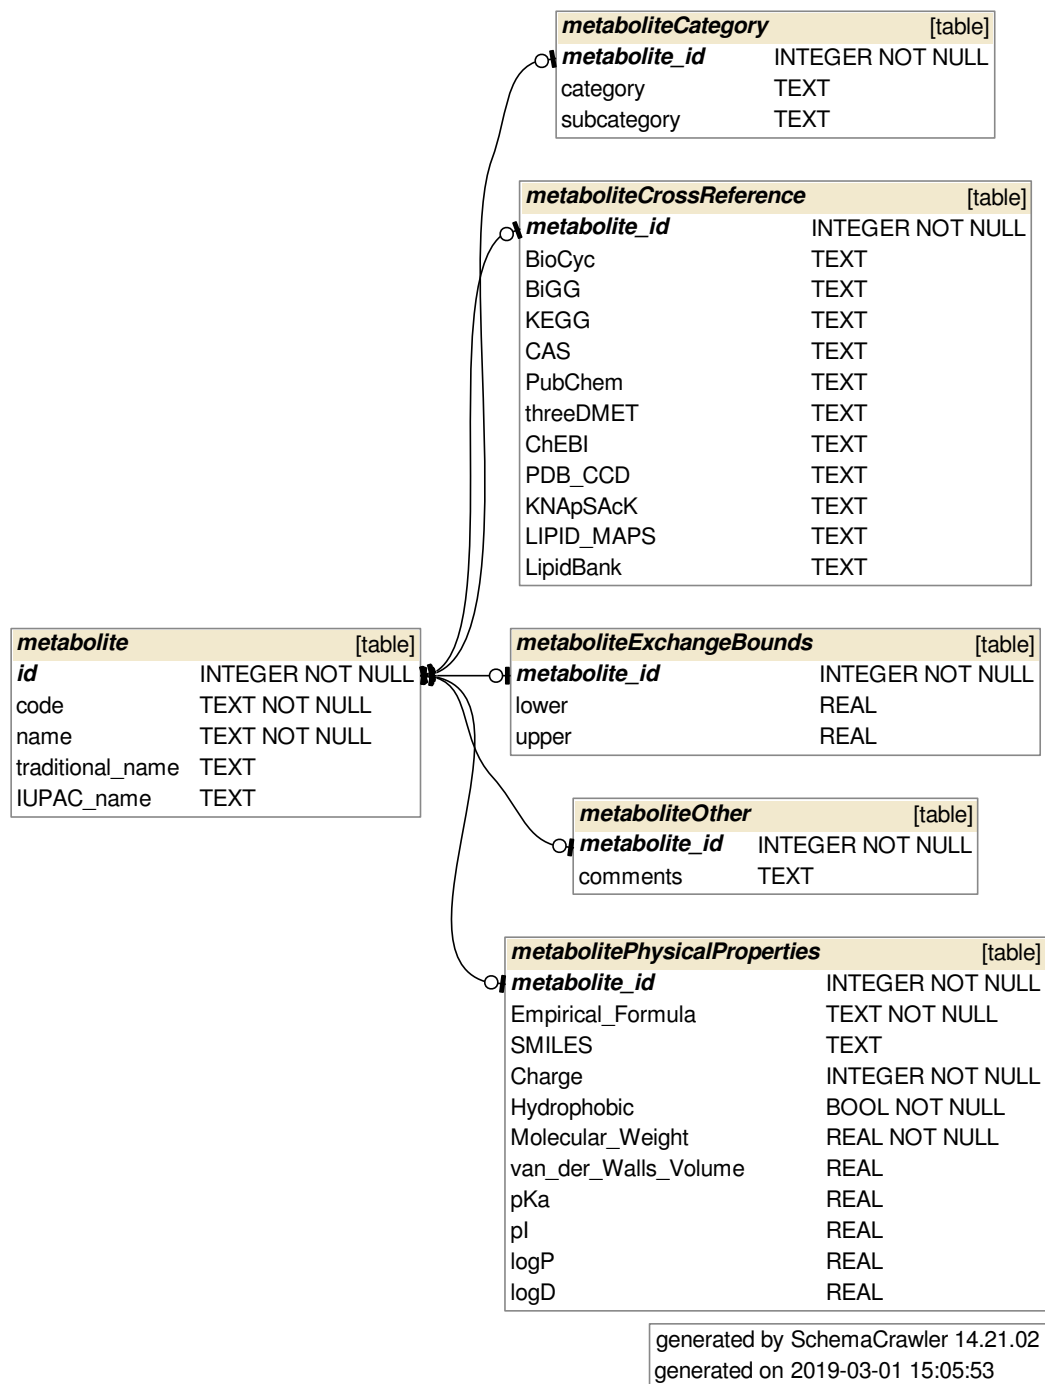 metaboliteCategory [table]
metabolite_id INTEGER NOT NULL
category TEXT
subcategory TEXT
metaboliteCrossReference [table]
metabolite_id INTEGER NOT NULL
BioCyc TEXT
BiGG TEXT
KEGG TEXT
CAS TEXT
PubChem TEXT
threeDMET TEXT
ChEBI TEXT
PDB_CCD TEXT
KNApSAcK TEXT
LIPID_MAPS TEXT
LipidBank TEXT
metabolite [table]
id INTEGER NOT NULL
code TEXT NOT NULL
name TEXT NOT NULL
traditional_name TEXT
IUPAC_name TEXT
metaboliteExchangeBounds [table]
metabolite_id INTEGER NOT NULL
lower REAL
upper REAL
metaboliteOther [table]
metabolite_id INTEGER NOT NULL
comments TEXT
metabolitePhysicalProperties [table]
metabolite_id INTEGER NOT NULL
Empirical_Formula TEXT NOT NULL
SMILES TEXT
Charge INTEGER NOT NULL
Hydrophobic BOOL NOT NULL
Molecular_Weight REAL NOT NULL
van_der_Walls_Volume REAL
pKa REAL
pI REAL
logP REAL
logD REAL
generated by SchemaCrawler 14.21.02
generated on 2019-03-01 15:05:53